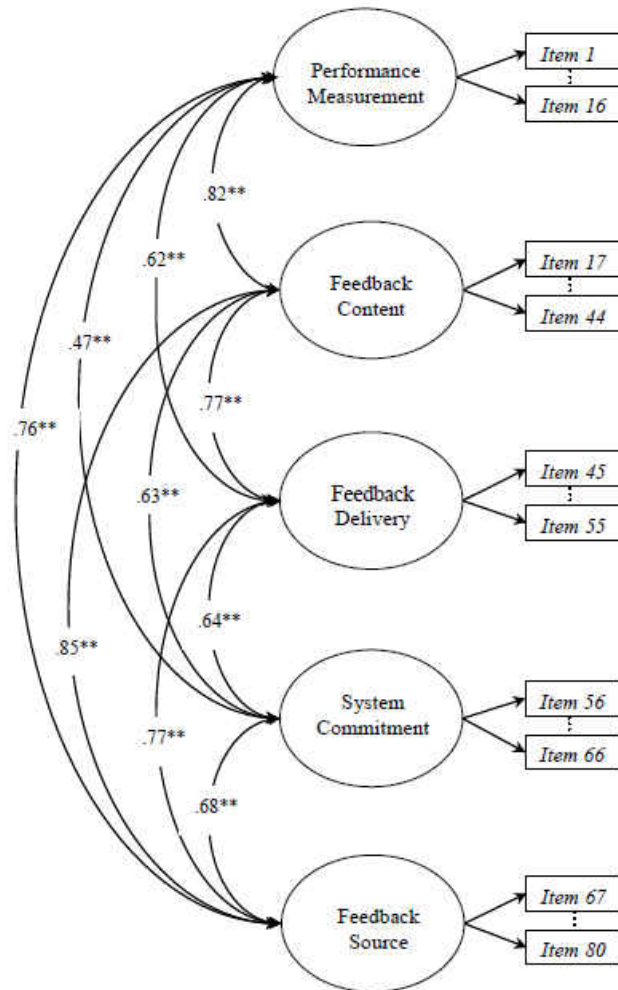 Performance
Measurement
Item 1
Item 16
.82**
.62**
Feedback
Content
Item 17
Item 44
.47**
.77**
.76**
.63**
Feedback
Delivery
Item 45
Item 55
.64**
.85**
System
Commitment
Item 56
Item 66
.77**
.68**
Feedback
Source
Item 67
Item 80